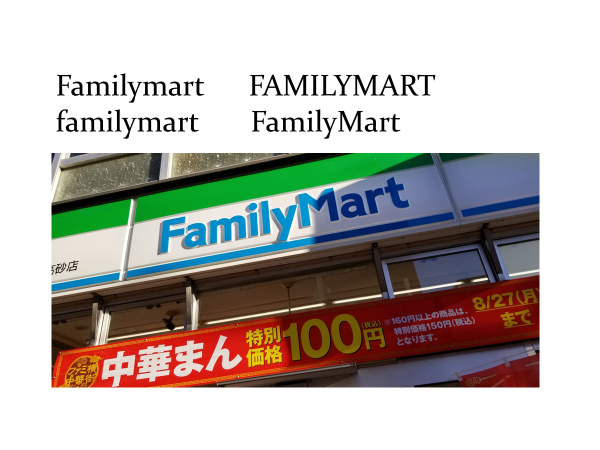 Familymart FAMILYMART
familymart FamilyMart
FamilyMart
砂店
中華まん 特別価格 100円 (税込)
※160円以上の商品は、
特別価格150円(税込)
となります。
8/27(月)
まで